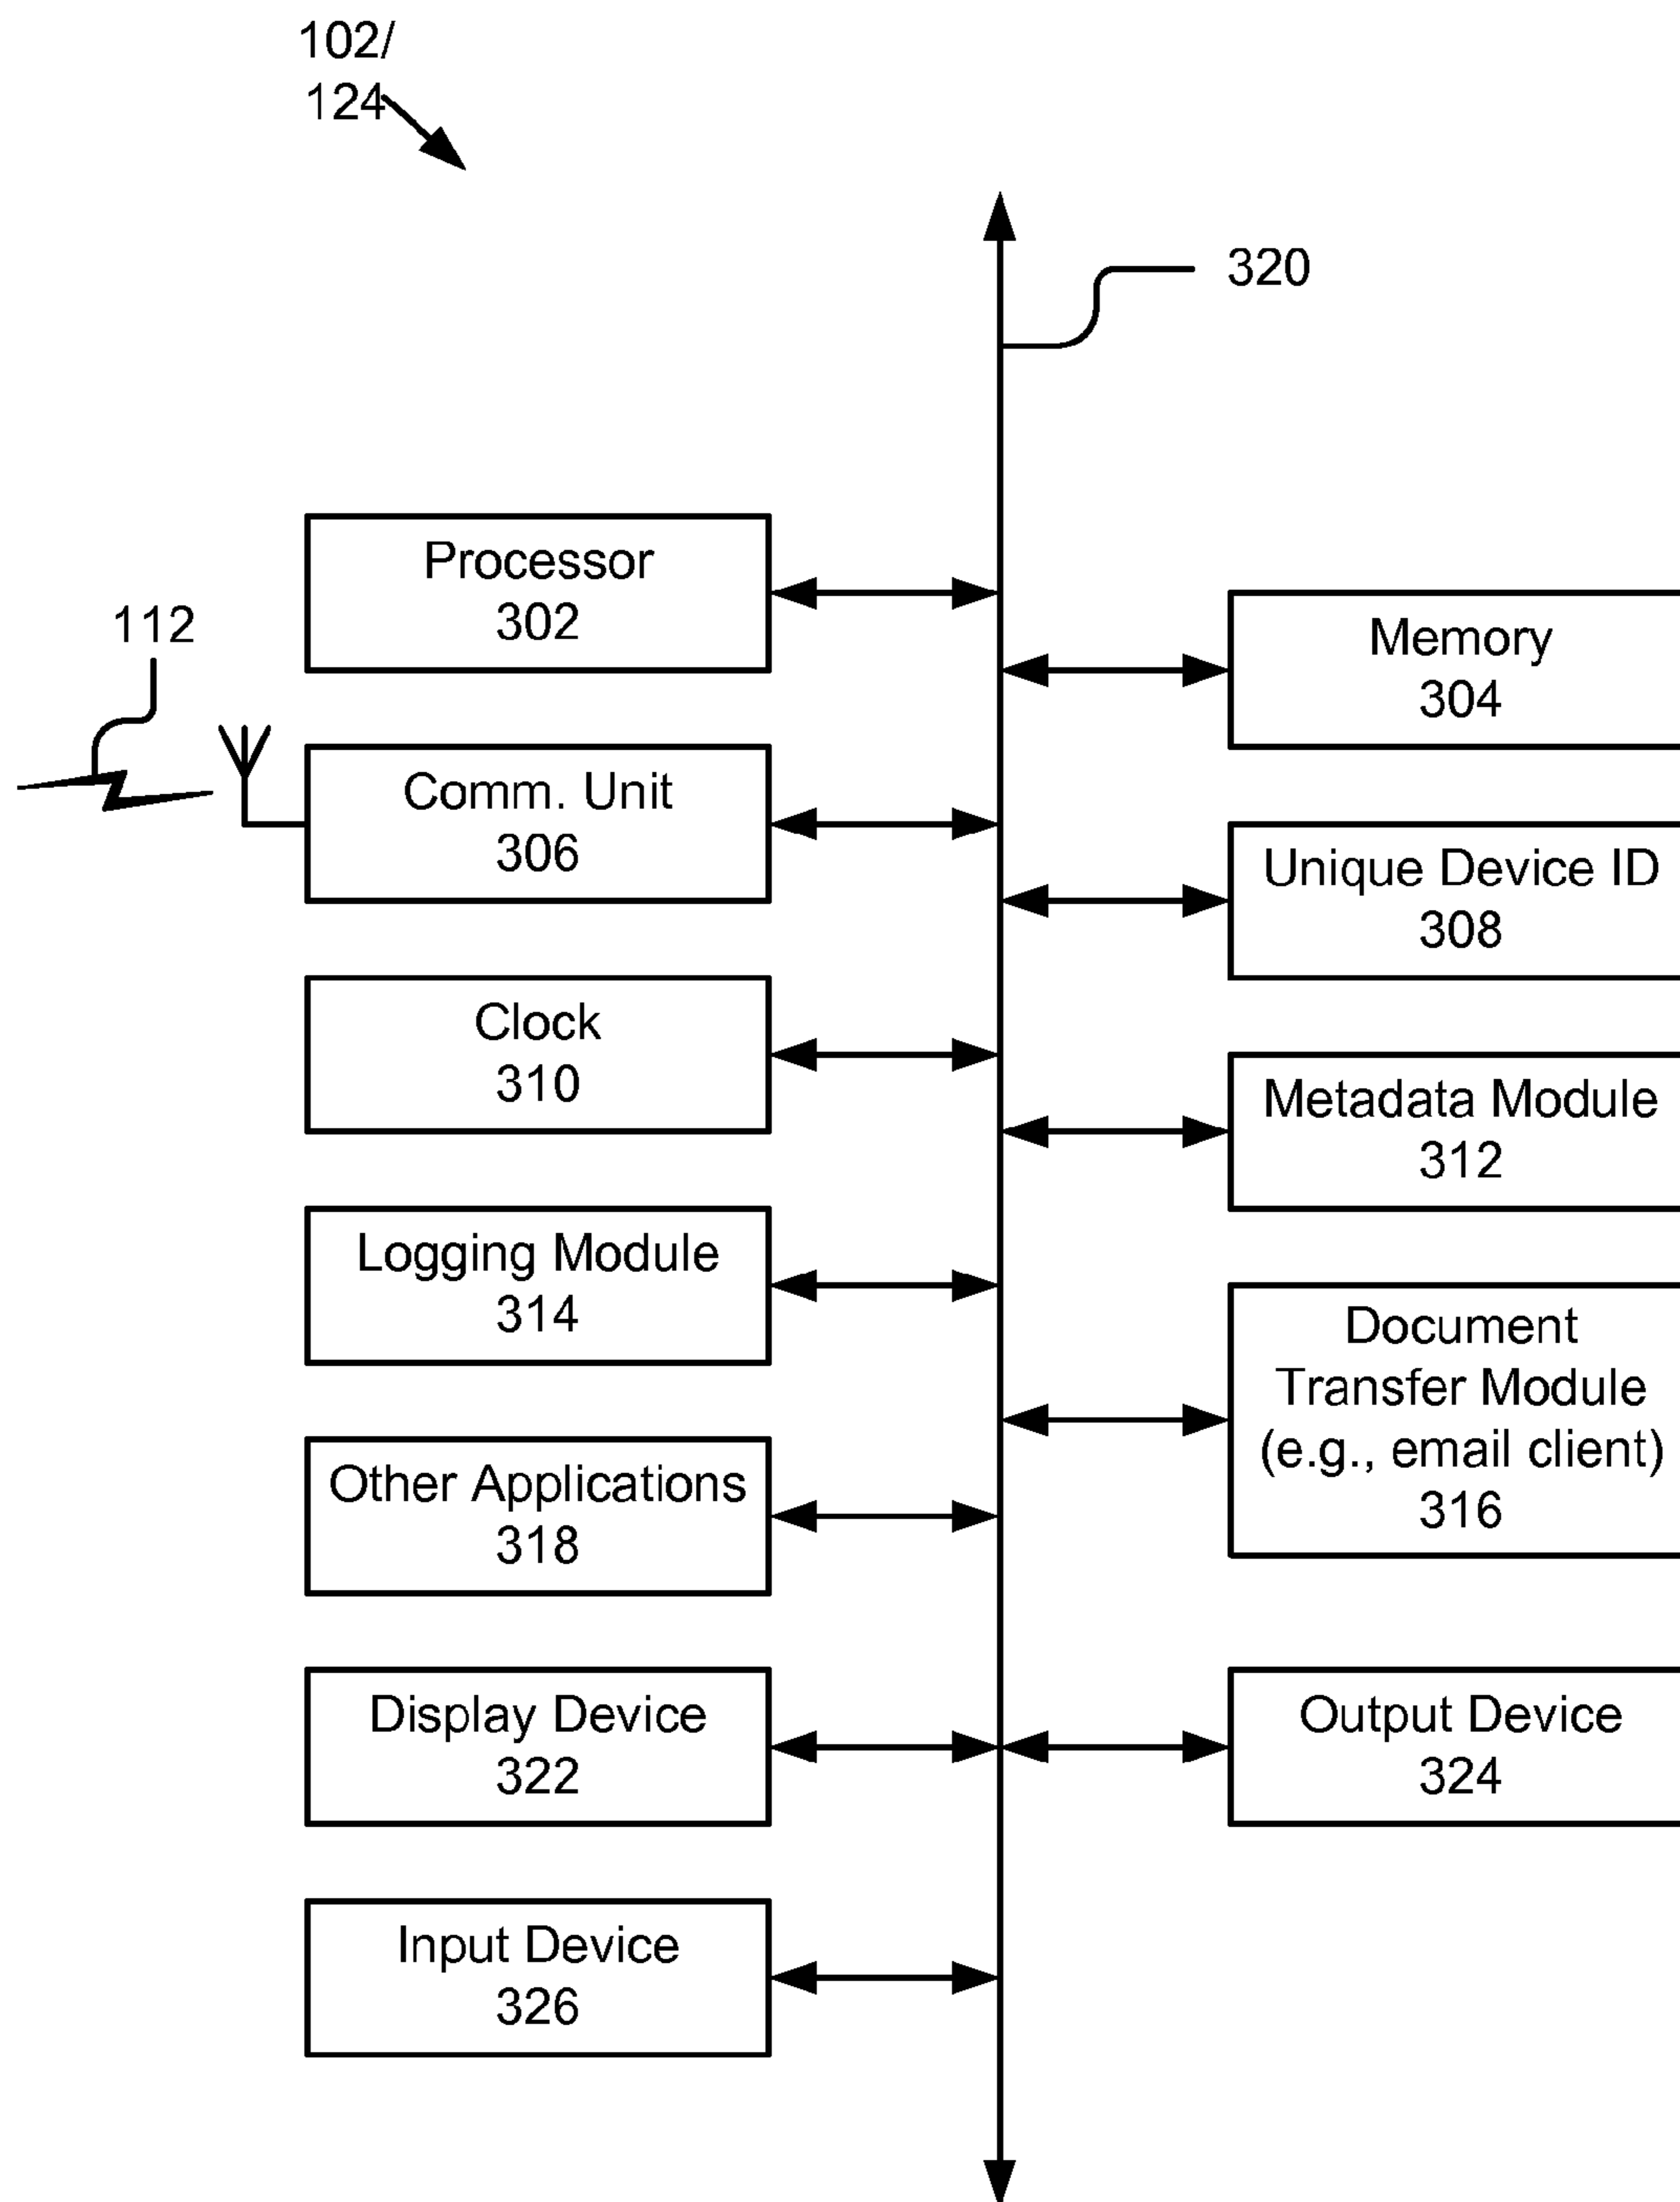 102/
124
320
Processor
302
112
Memory
304
Comm. Unit
306
Unique Device ID
308
Clock
310
Metadata Module
312
Logging Module
314
Document
Transfer Module
(e.g., email client)
316
Other Applications
318
Display Device
322
Output Device
324
Input Device
326